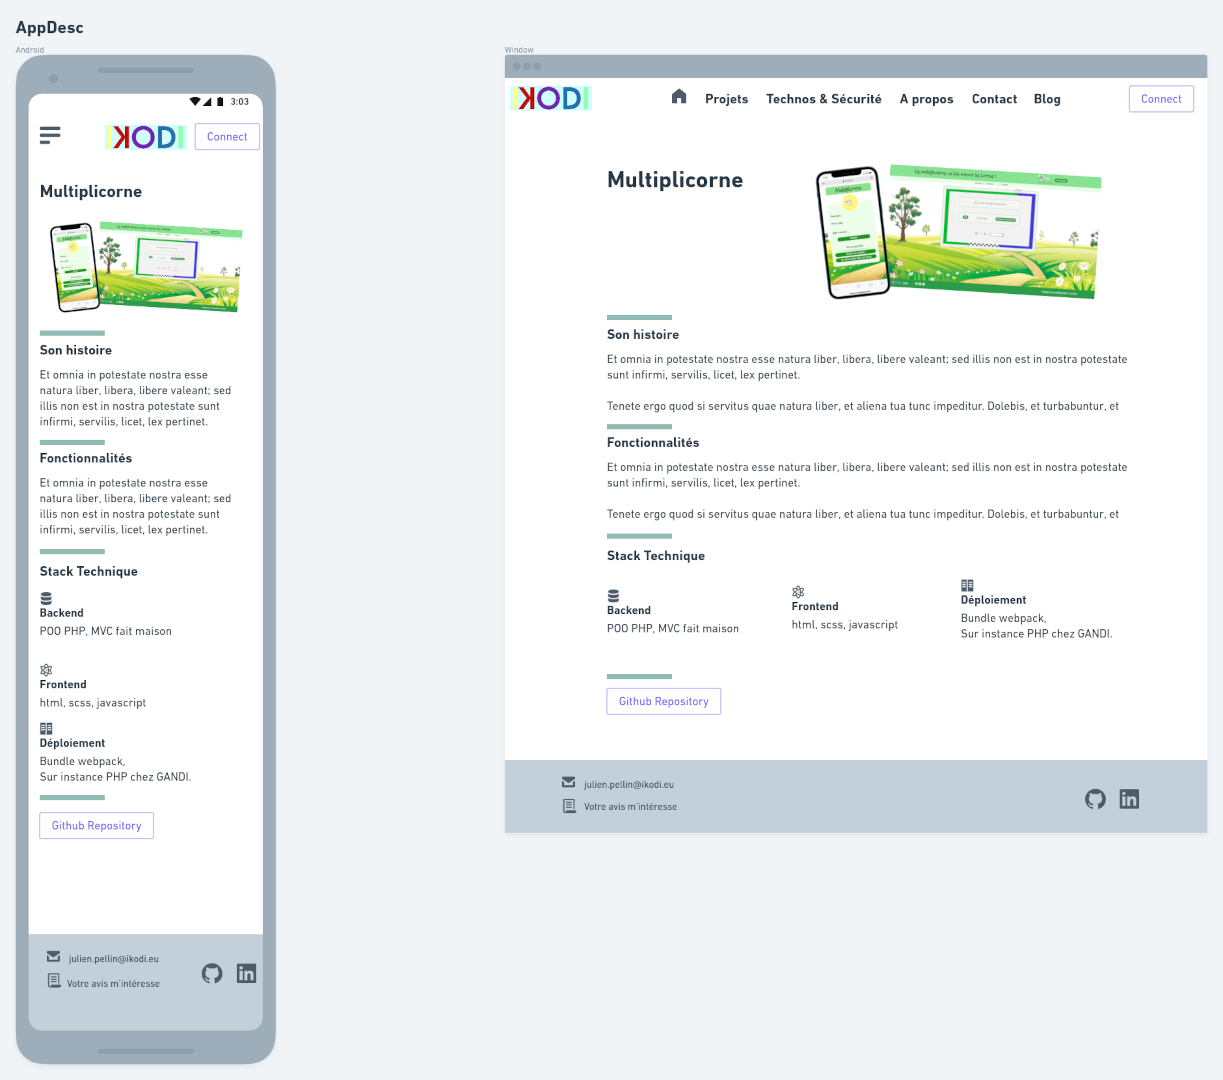 AppDesc
Android
3:03
KODI
Connect
Multiplicorne
Son histoire
Et omnia in potestate nostra esse
natura liber, libera, libere valeant; sed
illis non est in nostra potestate sunt
infirmi, servilis, licet, lex pertinet.
Fonctionnalités
Et omnia in potestate nostra esse
natura liber, libera, libere valeant; sed
illis non est in nostra potestate sunt
infirmi, servilis, licet, lex pertinet.
Stack Technique
Backend
POO PHP, MVC fait maison
Frontend
html, scss, javascript
Déploiement
Bundle webpack,
Sur instance PHP chez GANDI.
Github Repository
julien.pellin@ikodi.eu
Votre avis m'intéresse
Window
KODI
Projets
Technos & Sécurité
A propos
Contact
Blog
Connect
Multiplicorne
Son histoire
Et omnia in potestate nostra esse natura liber, libera, libere valeant; sed illis non est in nostra potestate
sunt infirmi, servilis, licet, lex pertinet.
Tenete ergo quod si servitus quae natura liber, et aliena tua tunc impeditur. Dolebis, et turbabuntur, et
Fonctionnalités
Et omnia in potestate nostra esse natura liber, libera, libere valeant; sed illis non est in nostra potestate
sunt infirmi, servilis, licet, lex pertinet.
Tenete ergo quod si servitus quae natura liber, et aliena tua tunc impeditur. Dolebis, et turbabuntur, et
Stack Technique
Backend
POO PHP, MVC fait maison
Frontend
html, scss, javascript
Déploiement
Bundle webpack,
Sur instance PHP chez GANDI.
Github Repository
julien.pellin@ikodi.eu
Votre avis m'intéresse